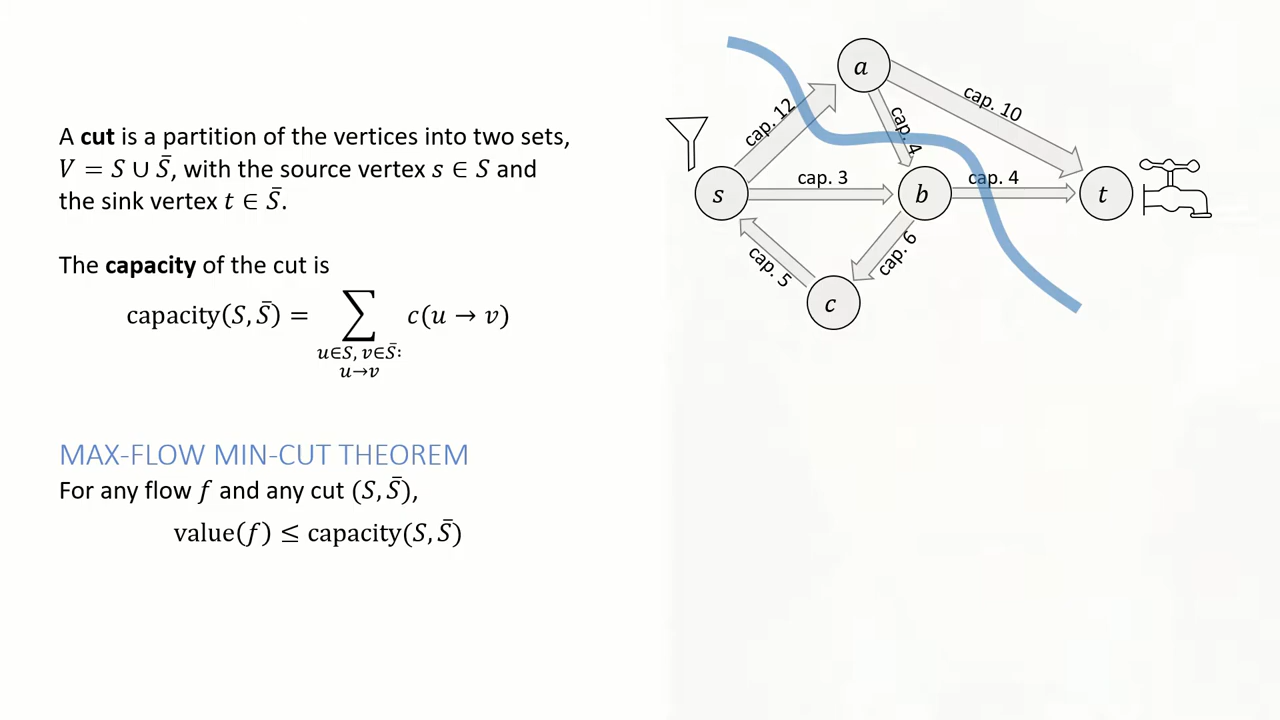 A cut is a partition of the vertices into two sets,
V = S ∪ S̄, with the source vertex s ∈ S and
the sink vertex t ∈ S̄.
The capacity of the cut is
capacity(S, S̄) = ∑ c(u → v)
u∈S, v∈S̄:
u→v
MAX-FLOW MIN-CUT THEOREM
For any flow f and any cut (S, S̄),
value(f) ≤ capacity(S, S̄)
a
cap. 10
cap. 12
cap. 4
s
cap. 3
b
cap. 4
t
cap. 5
cap. 6
c